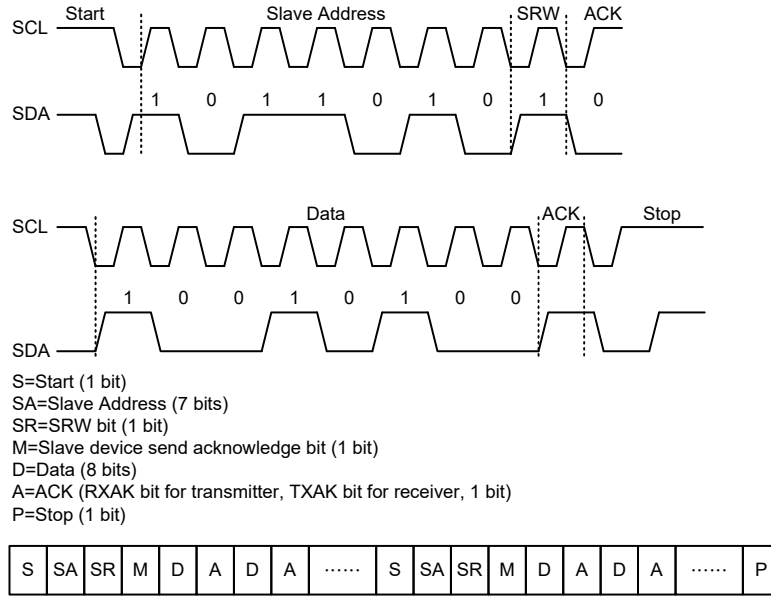 Start Slave Address SRW ACK
SCL
1 0 1 1 0 1 0 1 0
SDA
Data ACK Stop
SCL
1 0 0 1 0 1 0 0
SDA
S=Start (1 bit)
SA=Slave Address (7 bits)
SR=SRW bit (1 bit)
M=Slave device send acknowledge bit (1 bit)
D=Data (8 bits)
A=ACK (RXAK bit for transmitter, TXAK bit for receiver, 1 bit)
P=Stop (1 bit)
S SA SR M D A D A ······ S SA SR M D A D A ······ P